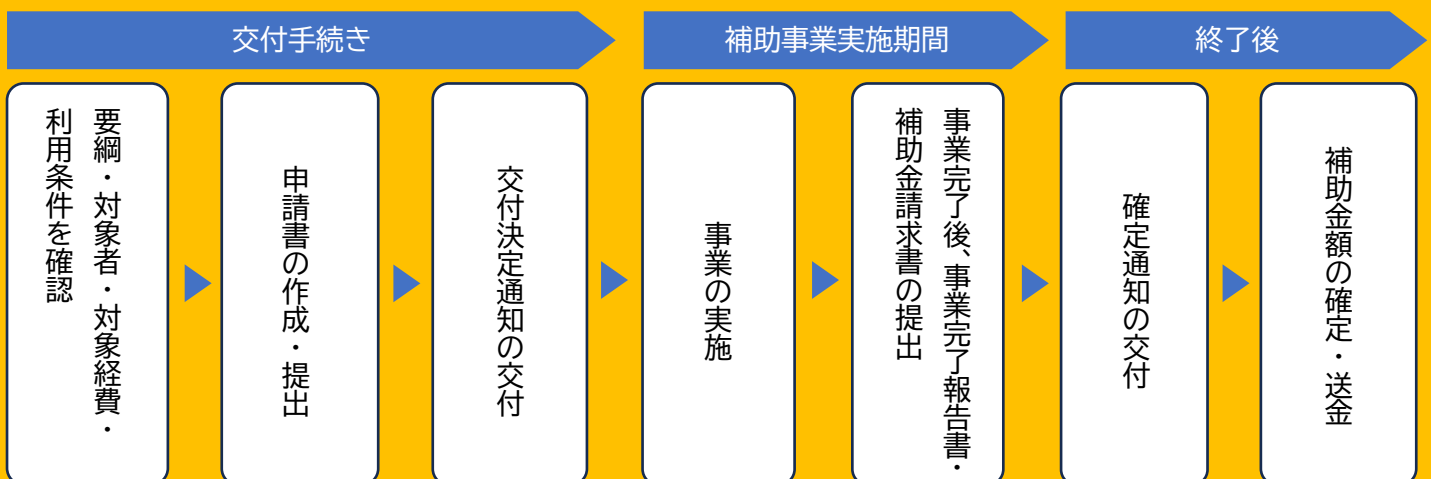 交付手続き
補助事業実施期間
終了後
要綱・対象者・対象経費・
利用条件を確認
申請書の作成・提出
交付決定通知の交付
事業の実施
事業完了後、事業完了報告書・
補助金請求書の提出
確定通知の交付
補助金額の確定・送金